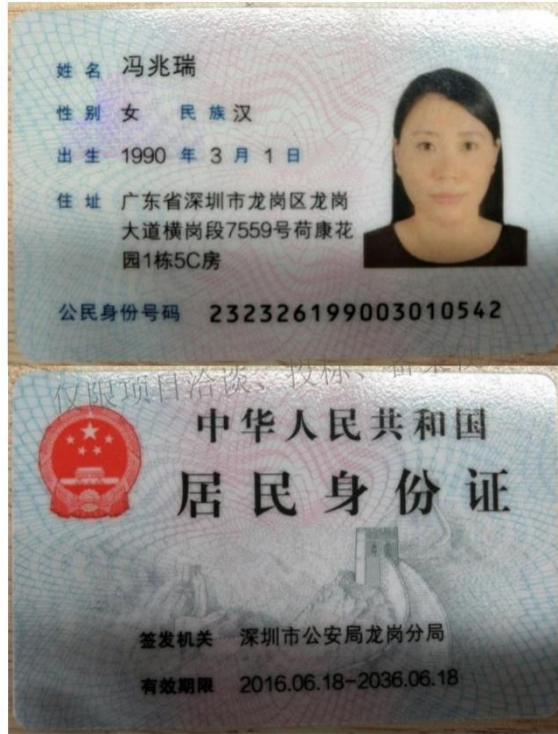 姓名 冯兆瑞
性别 女 民族 汉
出生 1990 年 3 月 1 日
住址 广东省深圳市龙岗区龙岗
大道横岗段7559号荷康花
园1栋5C房
公民身份号码 232326199003010542
仅限项目洽谈、投标、
中华人民共和国
居民身份证
签发机关 深圳市公安局龙岗分局
有效期限 2016.06.18-2036.06.18